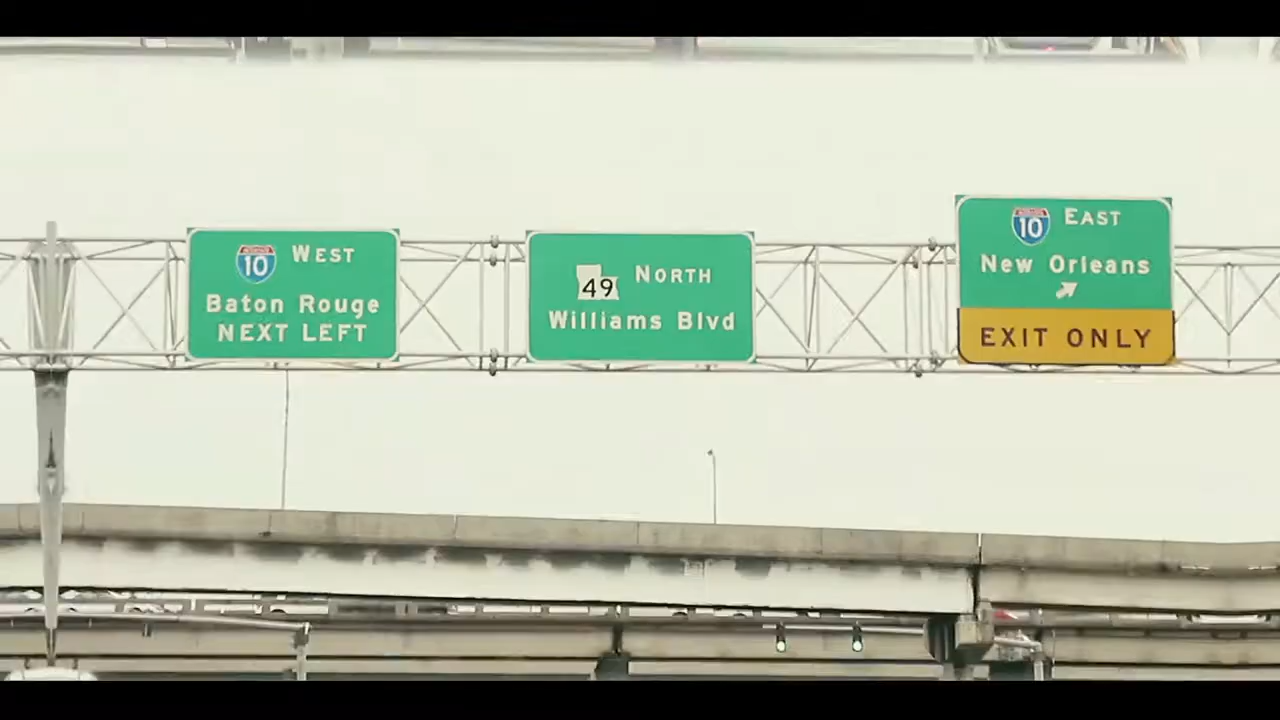 10 WEST
Baton Rouge
NEXT LEFT
49 NORTH
Williams Blvd
10 EAST
New Orleans
EXIT ONLY